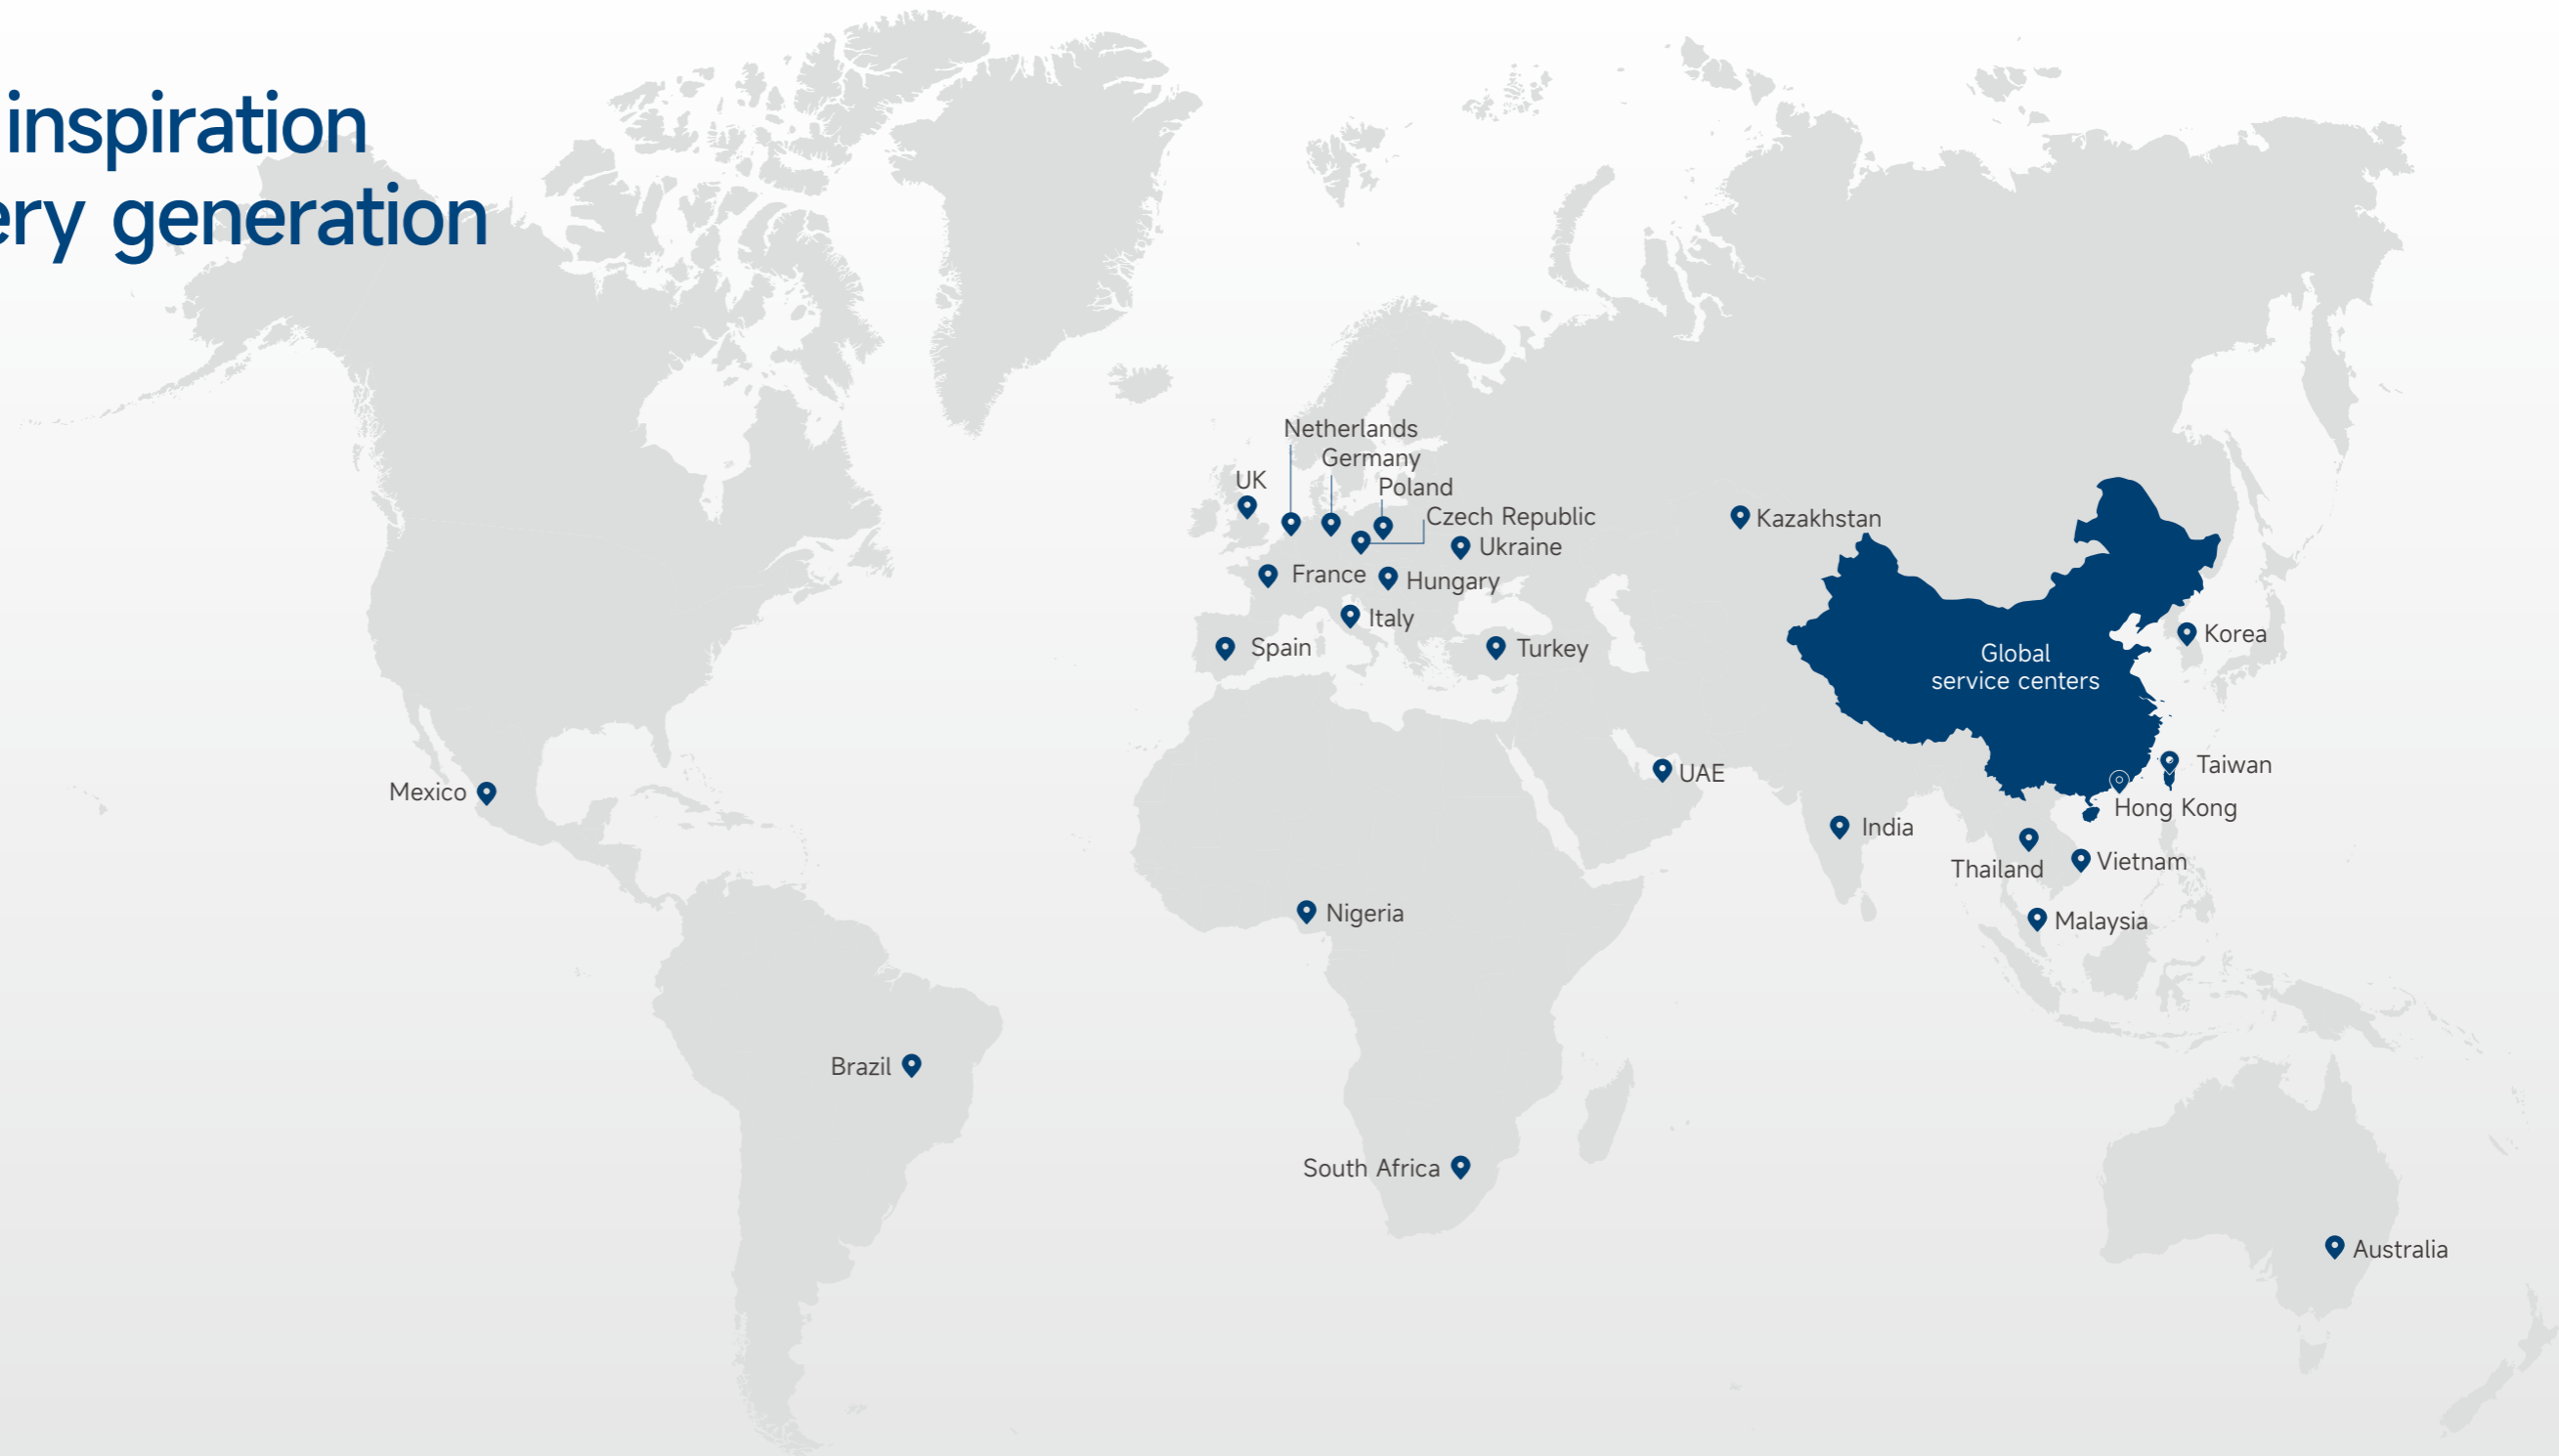 inspiration
ery generation
Netherlands
Germany
UK
Poland
Czech Republic
Kazakhstan
Ukraine
France
Hungary
Italy
Korea
Spain
Turkey
Global
service centers
Taiwan
UAE
Mexico
Hong Kong
India
Vietnam
Thailand
Nigeria
Malaysia
Brazil
South Africa
Australia